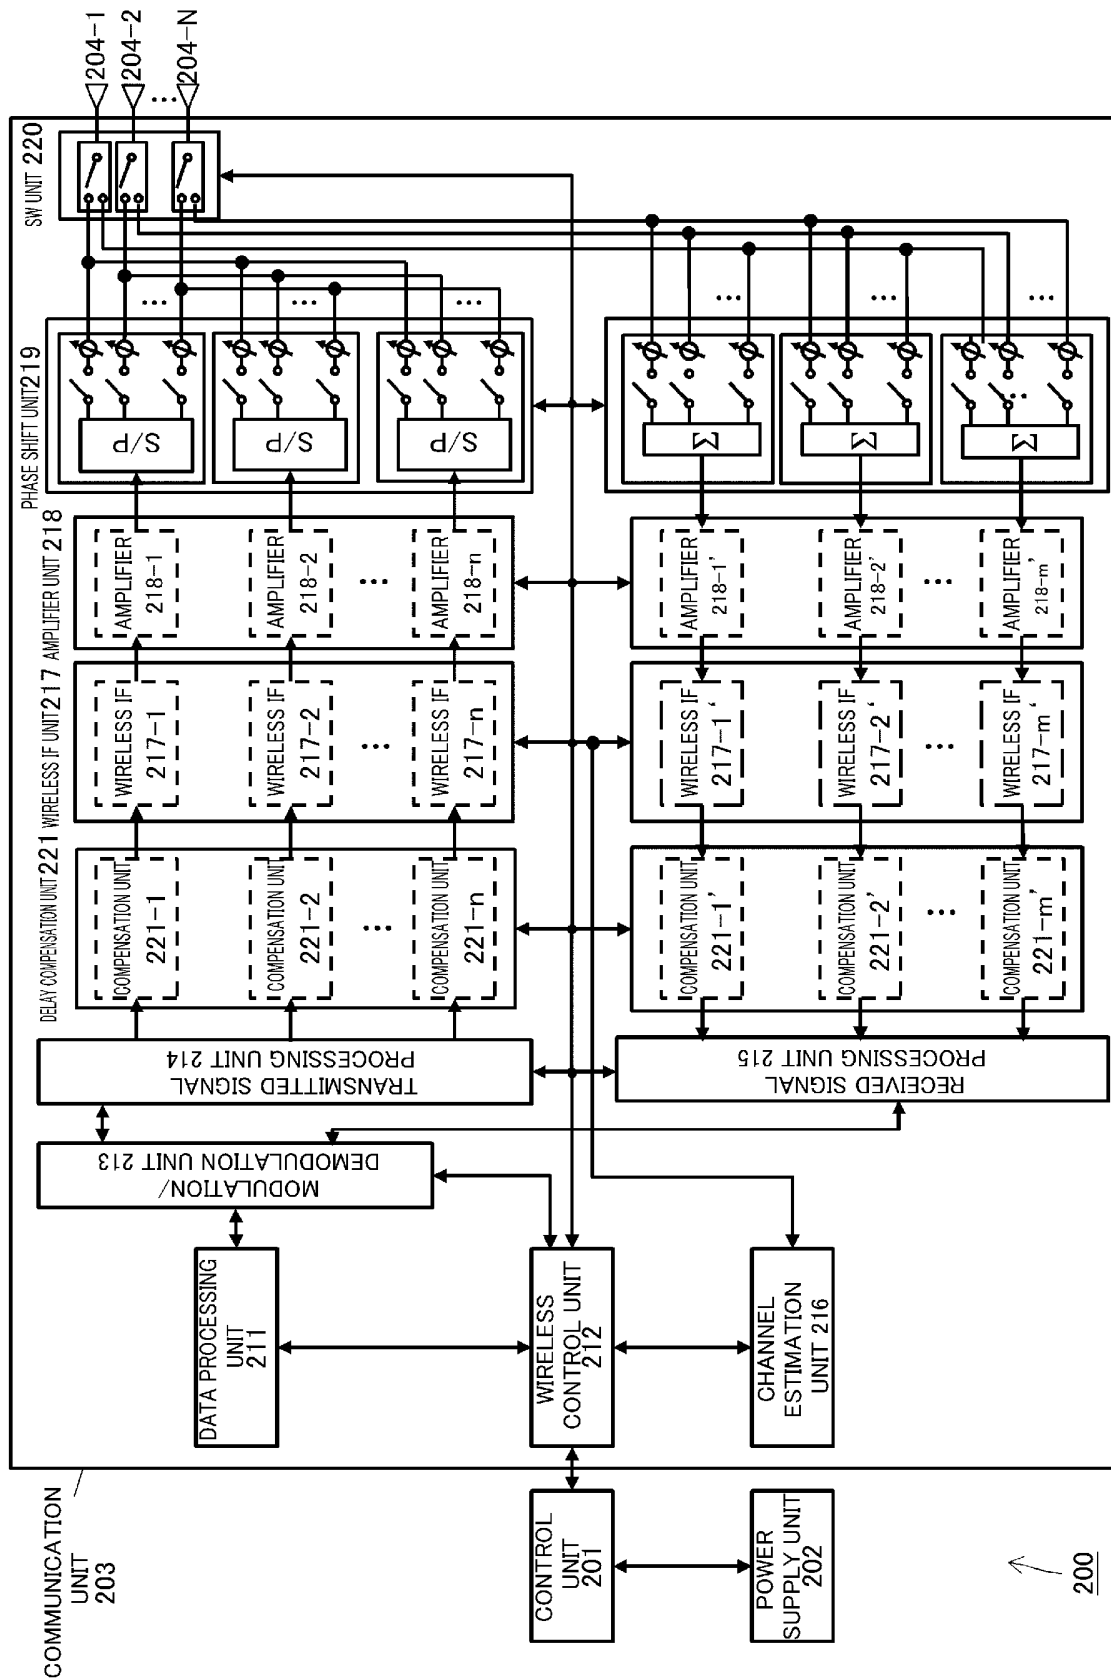 COMMUNICATION
UNIT
203
CONTROL
UNIT
201
POWER
SUPPLY UNIT
202
200
DATA PROCESSING
UNIT
211
WIRELESS
CONTROL UNIT
212
CHANNEL
ESTIMATION
UNIT 216
MODULATION/
DEMODULATION UNIT 213
TRANSMITTED SIGNAL
PROCESSING UNIT 214
RECEIVED SIGNAL
PROCESSING UNIT 215
DELAY COMPENSATION UNIT 221
COMPENSATION UNIT
221-1
COMPENSATION UNIT
221-2
...
COMPENSATION UNIT
221-n
COMPENSATION UNIT
221-1'
COMPENSATION UNIT
221-2'
...
COMPENSATION UNIT
221-m'
WIRELESS IF UNIT217
WIRELESS IF
217-1
WIRELESS IF
217-2
...
WIRELESS IF
217-n
WIRELESS IF
217-1'
WIRELESS IF
217-2'
...
WIRELESS IF
217-m'
AMPLIFIER UNIT 218
AMPLIFIER
218-1
AMPLIFIER
218-2
...
AMPLIFIER
218-n
AMPLIFIER
218-1'
AMPLIFIER
218-2'
...
AMPLIFIER
218-m'
PHASE SHIFT UNIT219
S/P
S/P
S/P
Σ
Σ
Σ
...
...
...
...
...
...
...
SW UNIT 220
204-1
204-2
...
204-N